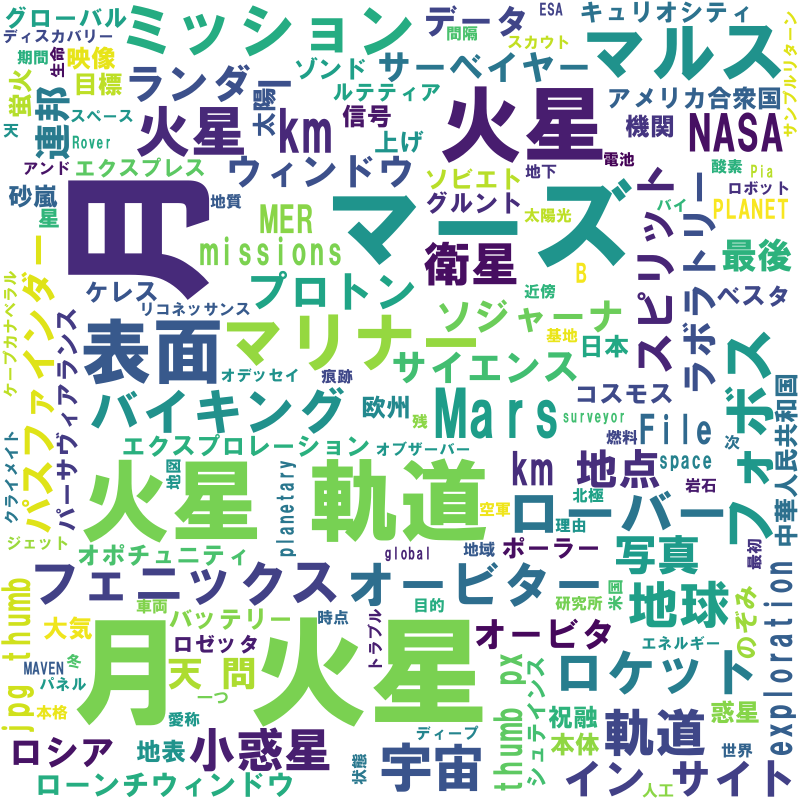 グローバル
ミッション
データ
間隔
ESA
キュリオシティ
ディスカバリー
スカウト
マルス
サンプルリターン
期間
映像
生命
目標
蛍火
ランダー
太陽
ゾンド
サーベイヤー
ルテティア
アメリカ合衆国
天
連邦
スペース
Rover
火星
km
信号
上げ
火星
機関
NASA
アンド
エクスプレス
ウィンドウ
ソビエト
地下
電池
酸素
Pia
ロボット
砂嵐
星
月
地質
MER
マーズ
グルント
太陽光
スピリット
バイ
PLANET
missions
衛星
B
ラボラトリー
最後
ケープカナベラル
パスファインダー
パーサヴィアランス
ケレス
リコネッサンス
プロトン
近傍
ベスタ
ソジャーナ
基地
日本
表面
マリナー
サイエンス
フォボス
オデッセイ
痕跡
コスモス
中華人民共和国
バイキング
欧州
残
Mars
surveyor
燃料
File
次
クライメイト
エクスプロレーション
オブザーバー
km
地点
space
岩石
火星
地図
planetary
軌道
空軍
北極
ローバー
理由
ジェット
オポチュニティ
global
地域
ポーラー
写真
最初
フェニックス
オービター
地球
jpg thumb
車両
バッテリー
時点
目的
研究所
米国
のぞみ
exploration
大気
月
火星
ロゼッタ
トラブル
オービタ
エネルギー
MAVEN
冬
パネル
天問
一つ
thumb px
シュテインス
ロケット
本格
愛称
祝融
惑星
ロシア
地表
小惑星
状態
ディープ
宇宙
本体
軌道
世界
ローンチウィンドウ
インサイト
人工